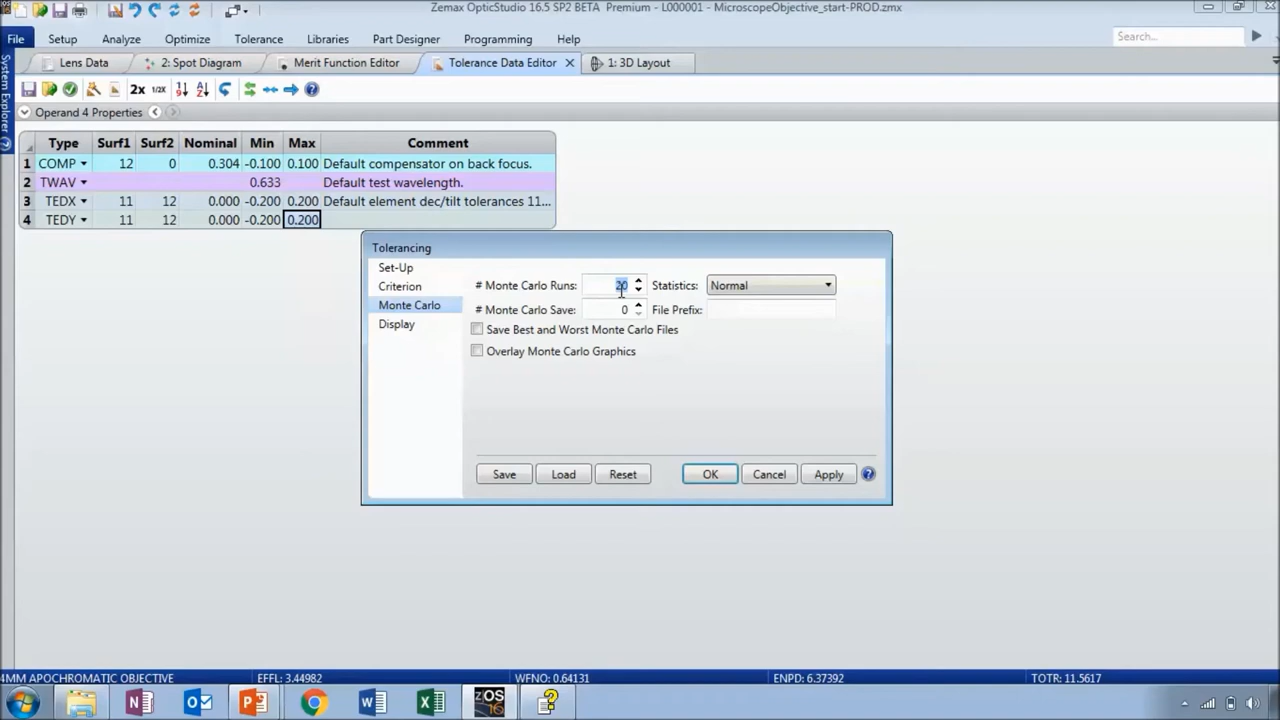 Zemax OpticStudio 16.5 SP2 BETA Premium - L000001 - MicroscopeObjective_start-PROD.zmx
File Setup Analyze Optimize Tolerance Libraries Part Designer Programming Help Search...
Lens Data 2: Spot Diagram Merit Function Editor Tolerance Data Editor 1: 3D Layout
System Explorer
2x 1/2X
Operand 4 Properties
Type Surf1 Surf2 Nominal Min Max Comment
1 COMP 12 0 0.304 -0.100 0.100 Default compensator on back focus.
2 TWAV 0.633 Default test wavelength.
3 TEDX 11 12 0.000 -0.200 0.200 Default element dec/tilt tolerances 11...
4 TEDY 11 12 0.000 -0.200 0.200
Tolerancing
Set-Up
Criterion
Monte Carlo
Display
# Monte Carlo Runs: 20 Statistics: Normal
# Monte Carlo Save: 0 File Prefix:
Save Best and Worst Monte Carlo Files
Overlay Monte Carlo Graphics
Save Load Reset OK Cancel Apply
4MM APOCHROMATIC OBJECTIVE EFFL: 3.44982 WFNO: 0.64131 ENPD: 6.37392 TOTR: 11.5617